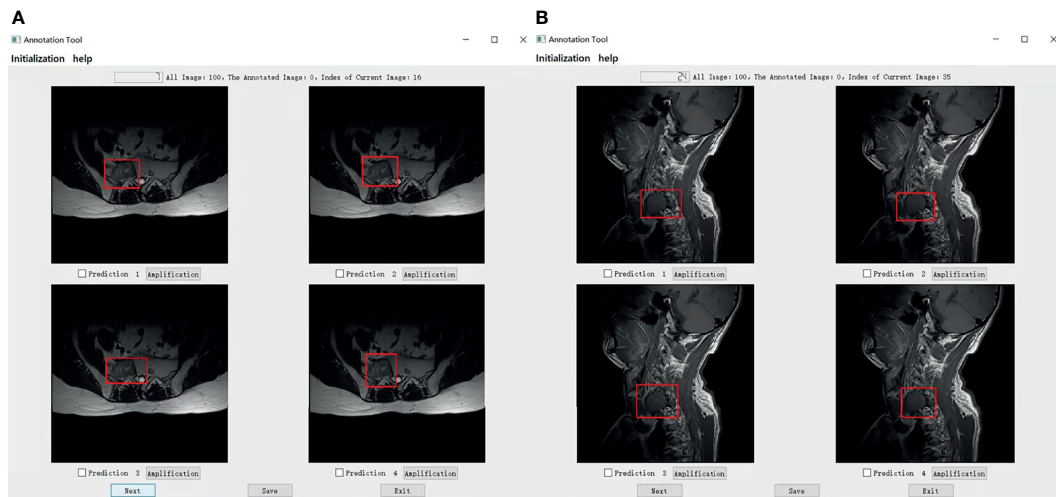 A
Annotation Tool
Initialization help
7 All Image: 100, The Annotated Image: 0, Index of Current Image: 16
Prediction 1 Amplification
Prediction 2 Amplification
Prediction 3 Amplification
Prediction 4 Amplification
Next
Save
Exit
B
Annotation Tool
Initialization help
24 All Image: 100, The Annotated Image: 0, Index of Current Image: 35
Prediction 1 Amplification
Prediction 2 Amplification
Prediction 3 Amplification
Prediction 4 Amplification
Next
Save
Exit